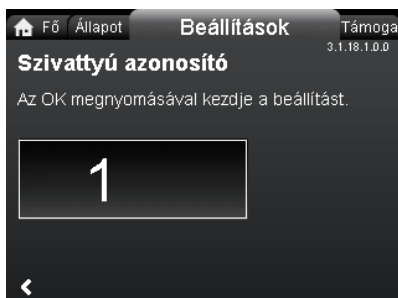 Fő Állapot Beállítások Támoga
3.1.18.1.0.0
Szivattyú azonosító
Az OK megnyomásával kezdje a beállítást.
1